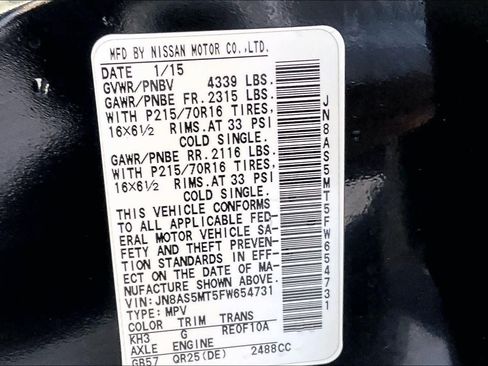 MFD BY NISSAN MOTOR CO.,LTD.
DATE 1/15
GVWR/PNBV 4339 LBS.
GAWR/PNBE FR. 2315 LBS.
WITH P215/70R16 TIRES,
16X6½ RIMS. AT 33 PSI
COLD SINGLE.
GAWR/PNBE RR. 2116 LBS.
WITH P215/70R16 TIRES,
16X6½ RIMS. AT 33 PSI
COLD SINGLE.
THIS VEHICLE CONFORMS
TO ALL APPLICABLE FED-
ERAL MOTOR VEHICLE SA-
FETY AND THEFT PREVEN-
TION STANDARDS IN EFF-
ECT ON THE DATE OF MA-
NUFACTURE SHOWN ABOVE.
VIN: JN8AS5MT5FW654731
TYPE: MPV
COLOR TRIM TRANS
KH3 G RE0F10A
AXLE ENGINE
GB57 QR25(DE) 2488CC
JN8AS5MT5FW654731